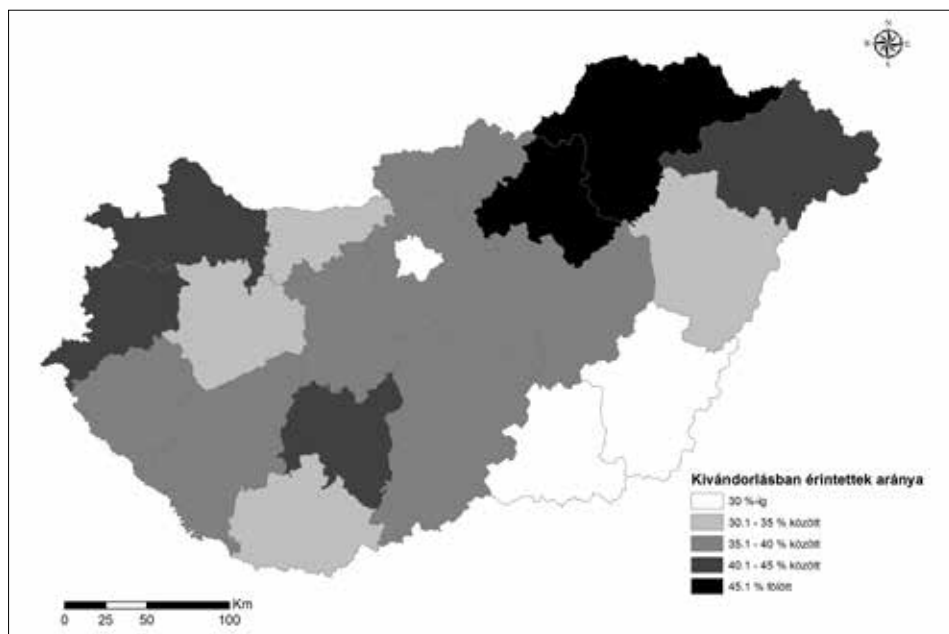 N
Kivándorlásban érintettek aránya
30 %-ig
30.1 - 35 % között
35.1 - 40 % között
40.1 - 45 % között
45.1 % fölött
Km
0 25 50 100